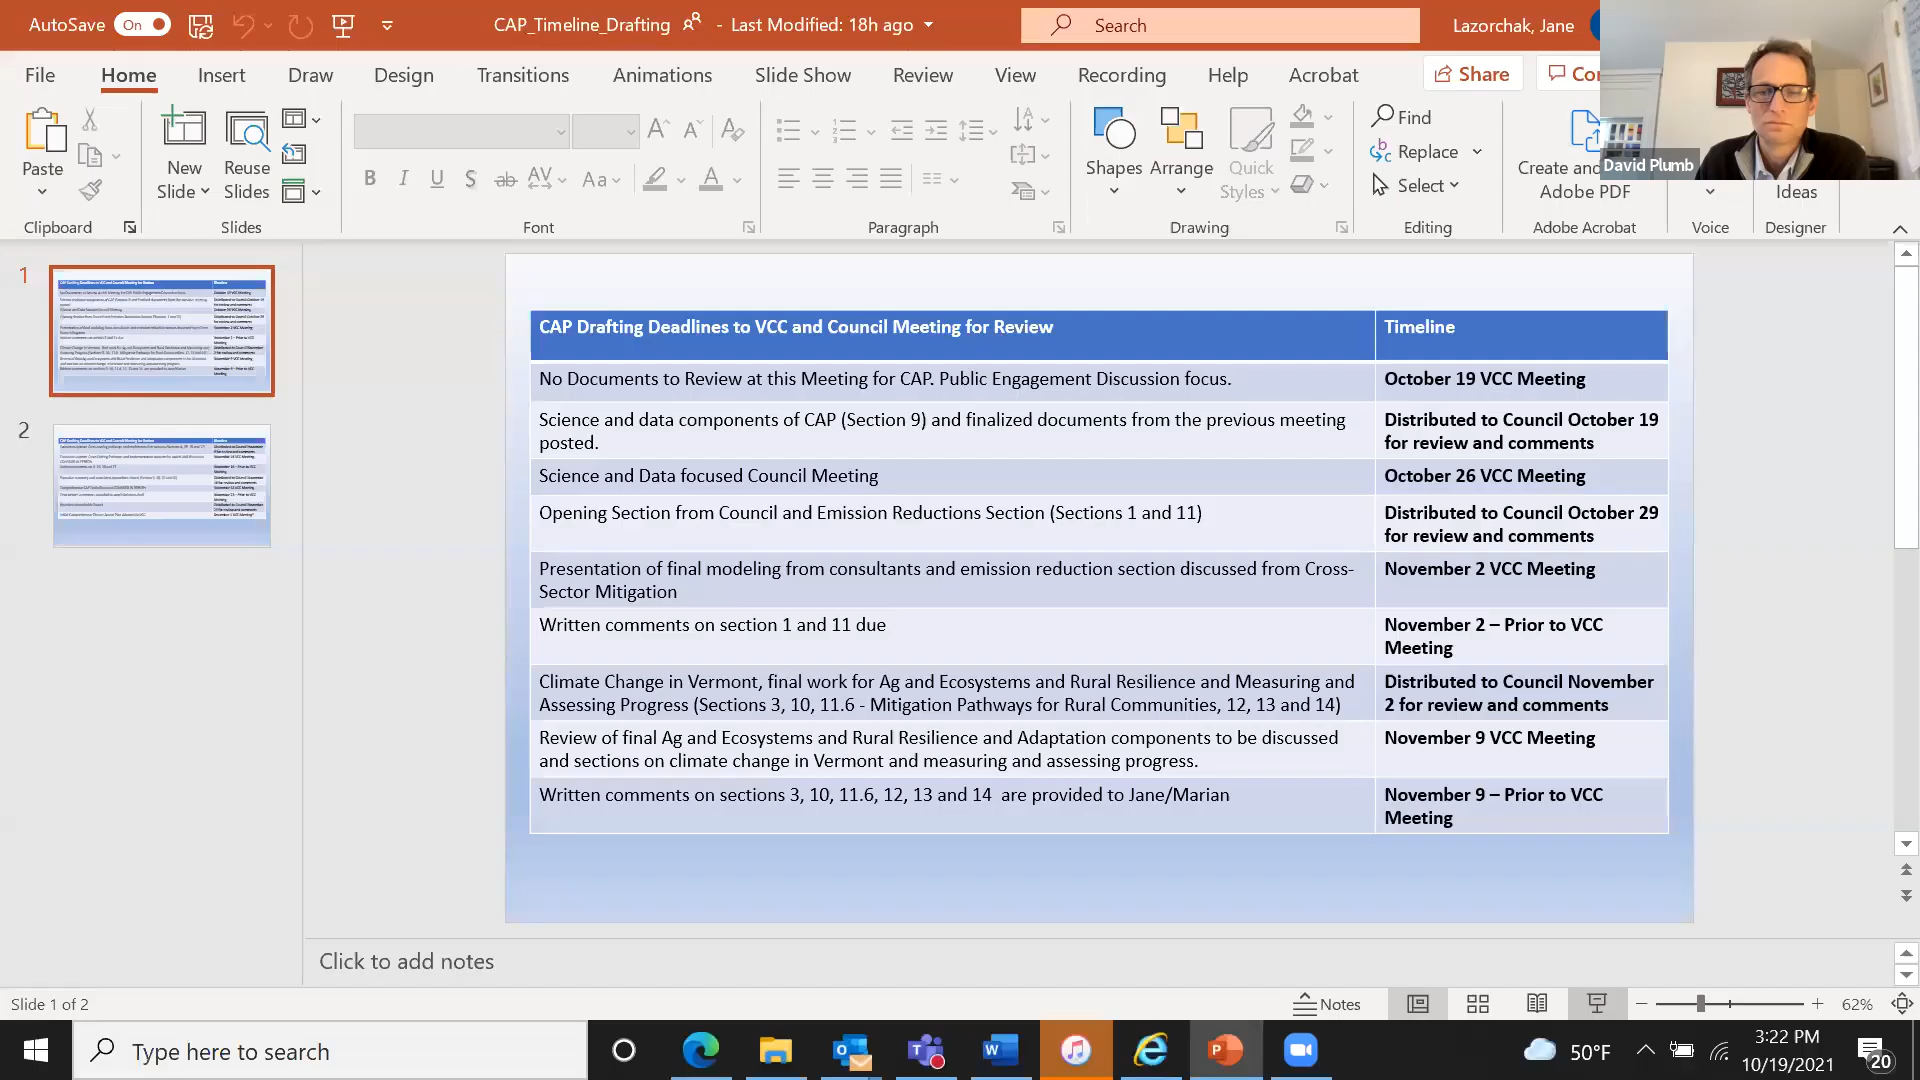 AutoSave On
CAP_Timeline_Drafting - Last Modified: 18h ago
Search
Lazorchak, Jane
File Home Insert Draw Design Transitions Animations Slide Show Review View Recording Help Acrobat Share
Paste
New Slide
Reuse Slides
Shapes
Arrange
Quick Styles
Find
Replace
Select
Adobe PDF
David Plumb
Ideas
Clipboard Slides Font Paragraph Drawing Editing Adobe Acrobat Voice Designer
1
2
CAP Drafting Deadlines to VCC and Council Meeting for Review
Timeline
No Documents to Review at this Meeting for CAP. Public Engagement Discussion focus.
October 19 VCC Meeting
Science and data components of CAP (Section 9) and finalized documents from the previous meeting
posted.
Distributed to Council October 19
for review and comments
Science and Data focused Council Meeting
October 26 VCC Meeting
Opening Section from Council and Emission Reductions Section (Sections 1 and 11)
Distributed to Council October 29
for review and comments
Presentation of final modeling from consultants and emission reduction section discussed from Cross-
Sector Mitigation
November 2 VCC Meeting
Written comments on section 1 and 11 due
November 2 – Prior to VCC
Meeting
Climate Change in Vermont, final work for Ag and Ecosystems and Rural Resilience and Measuring and
Assessing Progress (Sections 3, 10, 11.6 - Mitigation Pathways for Rural Communities, 12, 13 and 14)
Distributed to Council November
2 for review and comments
Review of final Ag and Ecosystems and Rural Resilience and Adaptation components to be discussed
and sections on climate change in Vermont and measuring and assessing progress.
November 9 VCC Meeting
Written comments on sections 3, 10, 11.6, 12, 13 and 14 are provided to Jane/Marian
November 9 – Prior to VCC
Meeting
Click to add notes
Slide 1 of 2
Notes
62%
Type here to search
50°F
3:22 PM
10/19/2021
20